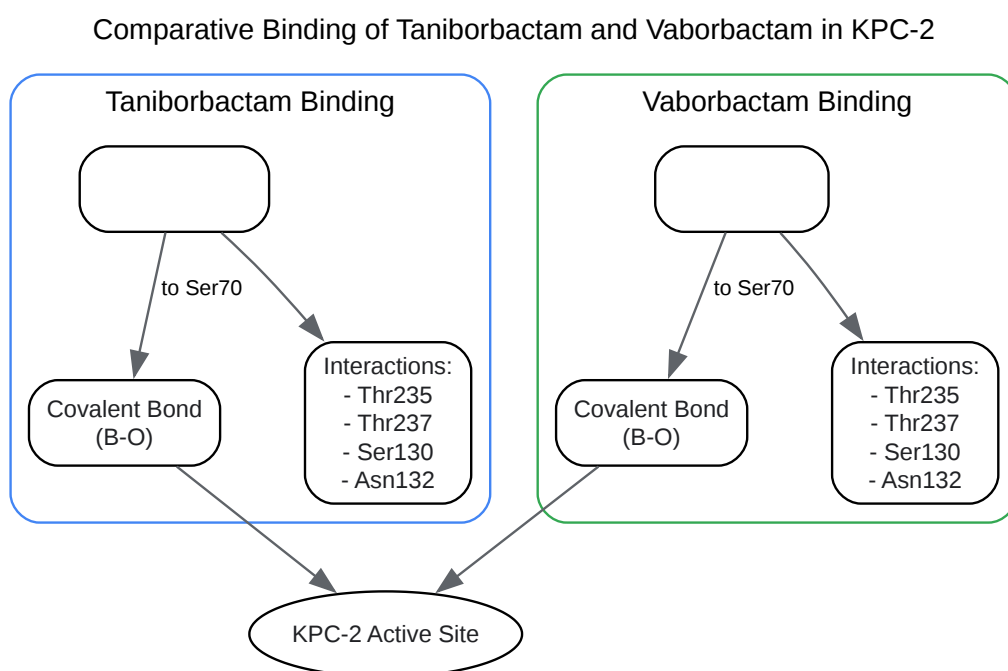 Comparative Binding of Taniborbactam and Vaborbactam in KPC-2
Taniborbactam Binding
to Ser70
Covalent Bond
(B-O)
Interactions:
- Thr235
- Thr237
- Ser130
- Asn132
Vaborbactam Binding
to Ser70
Covalent Bond
(B-O)
Interactions:
- Thr235
- Thr237
- Ser130
- Asn132
KPC-2 Active Site